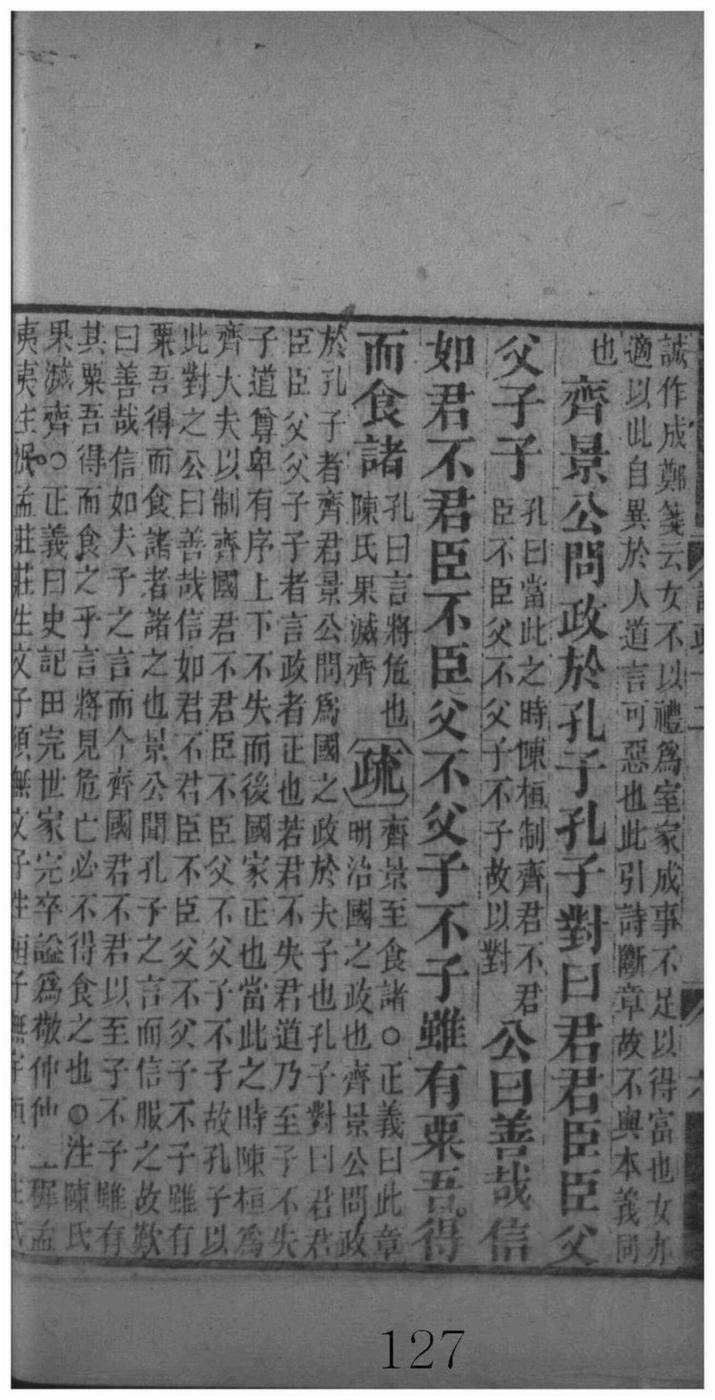 誠作成鄭箋云女不以禮爲室家成事不足以得富也女亦
適以此自異於人道言可惡也此引詩斷章故不與本義同
也
齊景公問政於孔子孔子對曰君君臣臣父
父子子
孔曰當此之時陳桓制齊君不君
臣不臣父不父子不子故以對
公曰善哉信
如君不君臣不臣父不父子不子雖有粟吾得
而食諸
孔曰言將危也
陳氏果滅齊
疏
齊景至食諸○正義曰此章
明治國之政也齊景公問政
於孔子者齊君景公問爲國之政於夫子也孔子對曰君君
臣臣父父子子者言政者正也若君不失君道乃至子不失
子道尊卑有序上下不失而後國家正也當此之時陳桓爲
齊大夫以制齊國君不君臣不臣父不父子不子故孔子以
此對之公曰善哉信如君不君臣不臣父不父子不子雖有
粟吾得而食諸者諸之也景公聞孔子之言而信服之故歎
曰善哉信如夫子之言而今齊國君不君以至子不子雖有
其粟吾得而食之乎言將見危亡必不得食之也○注陳氏
果滅齊○正義曰史記田完世家完卒謚爲敬仲仲生穉孟
夷夷生湣孟莊莊生文子須無文子生桓子無宇桓子生武
127